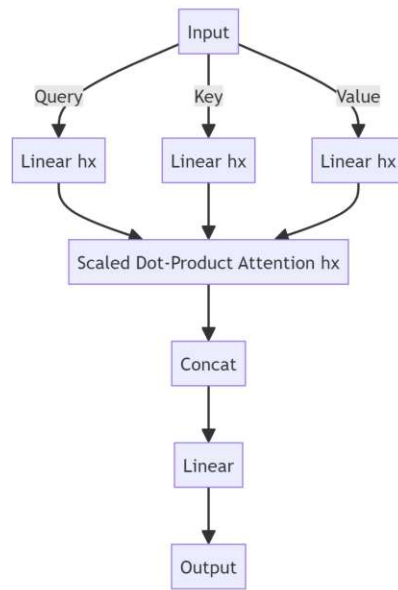 Input
Query Key Value
Linear hx Linear hx Linear hx
Scaled Dot-Product Attention hx
Concat
Linear
Output